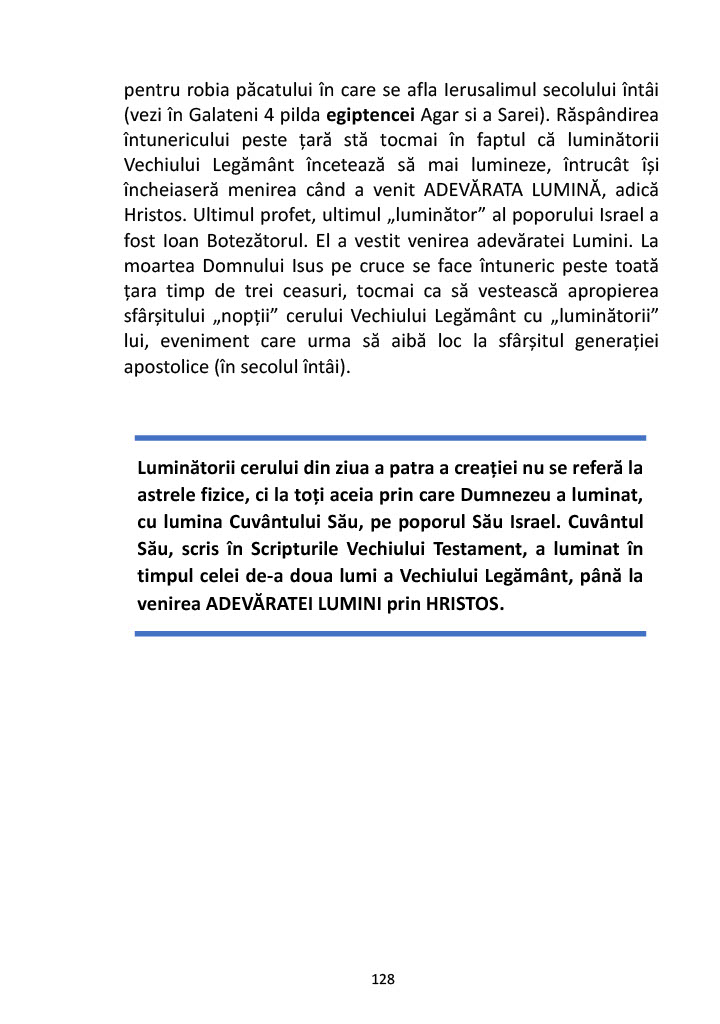 pentru robia păcatului în care se afla Ierusalimul secolului întâi
(vezi în Galateni 4 pilda egiptencei Agar si a Sarei). Răspândirea
întunericului peste țară stă tocmai în faptul că luminătorii
Vechiului Legământ încetează să mai lumineze, întrucât își
încheiaseră menirea când a venit ADEVĂRATA LUMINĂ, adică
Hristos. Ultimul profet, ultimul „luminător” al poporului Israel a
fost Ioan Botezătorul. El a vestit venirea adevăratei Lumini. La
moartea Domnului Isus pe cruce se face întuneric peste toată
țara timp de trei ceasuri, tocmai ca să vestească apropierea
sfârșitului „nopții” cerului Vechiului Legământ cu „luminătorii”
lui, eveniment care urma să aibă loc la sfârșitul generației
apostolice (în secolul întâi).
Luminătorii cerului din ziua a patra a creației nu se referă la
astrele fizice, ci la toți aceia prin care Dumnezeu a luminat,
cu lumina Cuvântului Său, pe poporul Său Israel. Cuvântul
Său, scris în Scripturile Vechiului Testament, a luminat în
timpul celei de-a doua lumi a Vechiului Legământ, până la
venirea ADEVĂRATEI LUMINI prin HRISTOS.
128